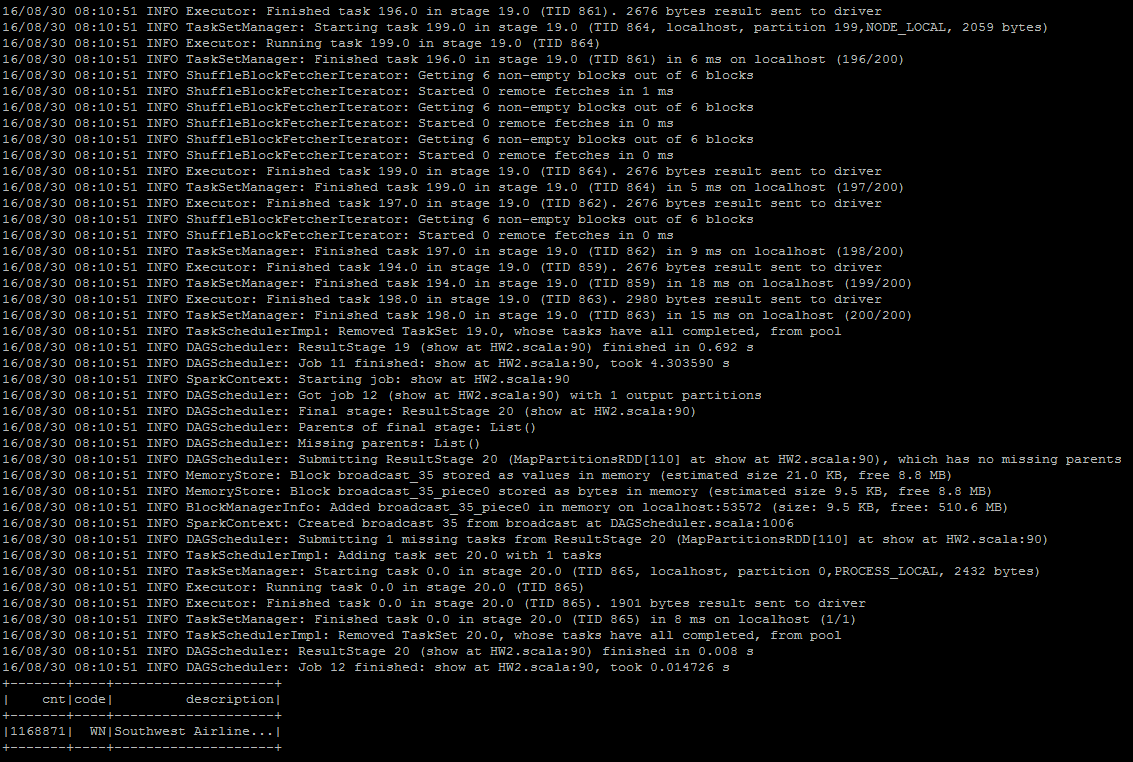 16/08/30 08:10:51 INFO Executor: Finished task 196.0 in stage 19.0 (TID 861). 2676 bytes result sent to driver
16/08/30 08:10:51 INFO TaskSetManager: Starting task 199.0 in stage 19.0 (TID 864, localhost, partition 199,NODE_LOCAL, 2059 bytes)
16/08/30 08:10:51 INFO Executor: Running task 199.0 in stage 19.0 (TID 864)
16/08/30 08:10:51 INFO TaskSetManager: Finished task 196.0 in stage 19.0 (TID 861) in 6 ms on localhost (196/200)
16/08/30 08:10:51 INFO ShuffleBlockFetcherIterator: Getting 6 non-empty blocks out of 6 blocks
16/08/30 08:10:51 INFO ShuffleBlockFetcherIterator: Started 0 remote fetches in 1 ms
16/08/30 08:10:51 INFO ShuffleBlockFetcherIterator: Getting 6 non-empty blocks out of 6 blocks
16/08/30 08:10:51 INFO ShuffleBlockFetcherIterator: Started 0 remote fetches in 0 ms
16/08/30 08:10:51 INFO ShuffleBlockFetcherIterator: Getting 6 non-empty blocks out of 6 blocks
16/08/30 08:10:51 INFO ShuffleBlockFetcherIterator: Started 0 remote fetches in 0 ms
16/08/30 08:10:51 INFO Executor: Finished task 199.0 in stage 19.0 (TID 864). 2676 bytes result sent to driver
16/08/30 08:10:51 INFO TaskSetManager: Finished task 199.0 in stage 19.0 (TID 864) in 5 ms on localhost (197/200)
16/08/30 08:10:51 INFO Executor: Finished task 197.0 in stage 19.0 (TID 862). 2676 bytes result sent to driver
16/08/30 08:10:51 INFO ShuffleBlockFetcherIterator: Getting 6 non-empty blocks out of 6 blocks
16/08/30 08:10:51 INFO ShuffleBlockFetcherIterator: Started 0 remote fetches in 0 ms
16/08/30 08:10:51 INFO TaskSetManager: Finished task 197.0 in stage 19.0 (TID 862) in 9 ms on localhost (198/200)
16/08/30 08:10:51 INFO Executor: Finished task 194.0 in stage 19.0 (TID 859). 2676 bytes result sent to driver
16/08/30 08:10:51 INFO TaskSetManager: Finished task 194.0 in stage 19.0 (TID 859) in 18 ms on localhost (199/200)
16/08/30 08:10:51 INFO Executor: Finished task 198.0 in stage 19.0 (TID 863). 2980 bytes result sent to driver
16/08/30 08:10:51 INFO TaskSetManager: Finished task 198.0 in stage 19.0 (TID 863) in 15 ms on localhost (200/200)
16/08/30 08:10:51 INFO TaskSchedulerImpl: Removed TaskSet 19.0, whose tasks have all completed, from pool
16/08/30 08:10:51 INFO DAGScheduler: ResultStage 19 (show at HW2.scala:90) finished in 0.692 s
16/08/30 08:10:51 INFO DAGScheduler: Job 11 finished: show at HW2.scala:90, took 4.303590 s
16/08/30 08:10:51 INFO SparkContext: Starting job: show at HW2.scala:90
16/08/30 08:10:51 INFO DAGScheduler: Got job 12 (show at HW2.scala:90) with 1 output partitions
16/08/30 08:10:51 INFO DAGScheduler: Final stage: ResultStage 20 (show at HW2.scala:90)
16/08/30 08:10:51 INFO DAGScheduler: Parents of final stage: List()
16/08/30 08:10:51 INFO DAGScheduler: Missing parents: List()
16/08/30 08:10:51 INFO DAGScheduler: Submitting ResultStage 20 (MapPartitionsRDD[110] at show at HW2.scala:90), which has no missing parents
16/08/30 08:10:51 INFO MemoryStore: Block broadcast_35 stored as values in memory (estimated size 21.0 KB, free 8.8 MB)
16/08/30 08:10:51 INFO MemoryStore: Block broadcast_35_piece0 stored as bytes in memory (estimated size 9.5 KB, free 8.8 MB)
16/08/30 08:10:51 INFO BlockManagerInfo: Added broadcast_35_piece0 in memory on localhost:53572 (size: 9.5 KB, free: 510.6 MB)
16/08/30 08:10:51 INFO SparkContext: Created broadcast 35 from broadcast at DAGScheduler.scala:1006
16/08/30 08:10:51 INFO DAGScheduler: Submitting 1 missing tasks from ResultStage 20 (MapPartitionsRDD[110] at show at HW2.scala:90)
16/08/30 08:10:51 INFO TaskSchedulerImpl: Adding task set 20.0 with 1 tasks
16/08/30 08:10:51 INFO TaskSetManager: Starting task 0.0 in stage 20.0 (TID 865, localhost, partition 0,PROCESS_LOCAL, 2432 bytes)
16/08/30 08:10:51 INFO Executor: Running task 0.0 in stage 20.0 (TID 865)
16/08/30 08:10:51 INFO Executor: Finished task 0.0 in stage 20.0 (TID 865). 1901 bytes result sent to driver
16/08/30 08:10:51 INFO TaskSetManager: Finished task 0.0 in stage 20.0 (TID 865) in 8 ms on localhost (1/1)
16/08/30 08:10:51 INFO TaskSchedulerImpl: Removed TaskSet 20.0, whose tasks have all completed, from pool
16/08/30 08:10:51 INFO DAGScheduler: ResultStage 20 (show at HW2.scala:90) finished in 0.008 s
16/08/30 08:10:51 INFO DAGScheduler: Job 12 finished: show at HW2.scala:90, took 0.014726 s
+-------+----+--------------------+
|    cnt|code|         description|
+-------+----+--------------------+
|1168871|  WN|Southwest Airline...|
+-------+----+--------------------+